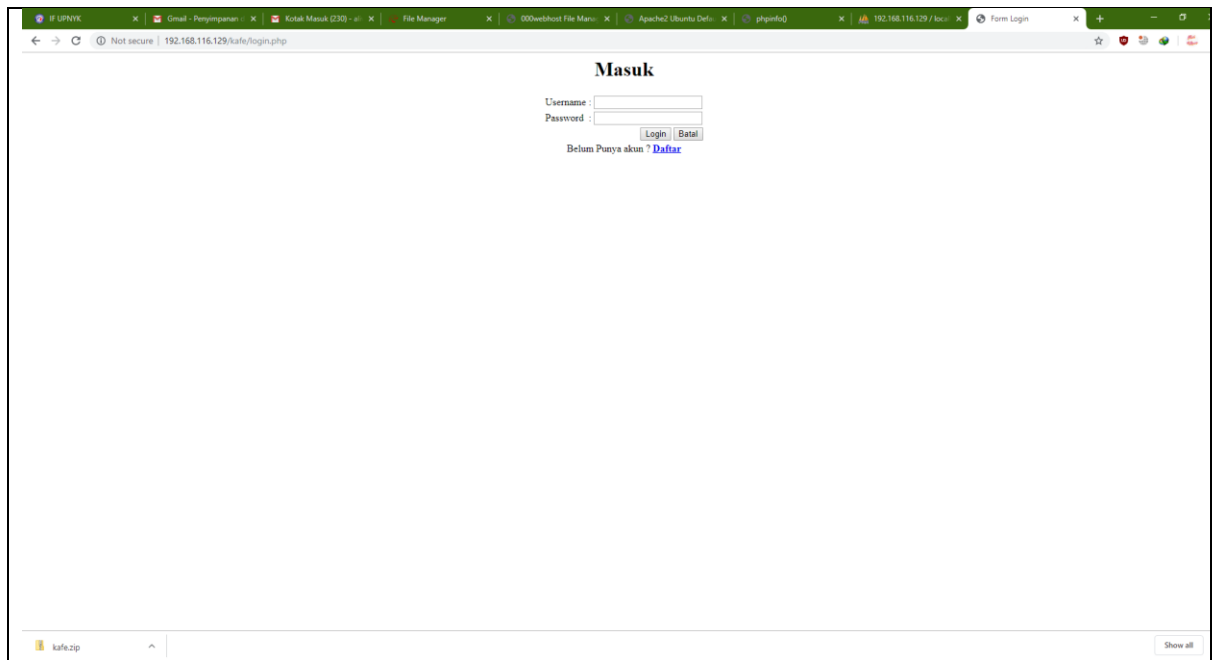 IF UPNYK
Gmail - Penyimpanan
Kotak Masuk (230) -
File Manager
000webhost File Mana
Apache2 Ubuntu Defa
phpinfo()
192.168.116.129 / local
Form Login
Not secure | 192.168.116.129/kafe/login.php
Masuk
Username :
Password :
Login Batal
Belum Punya akun ? Daftar
kafe.zip
Show all